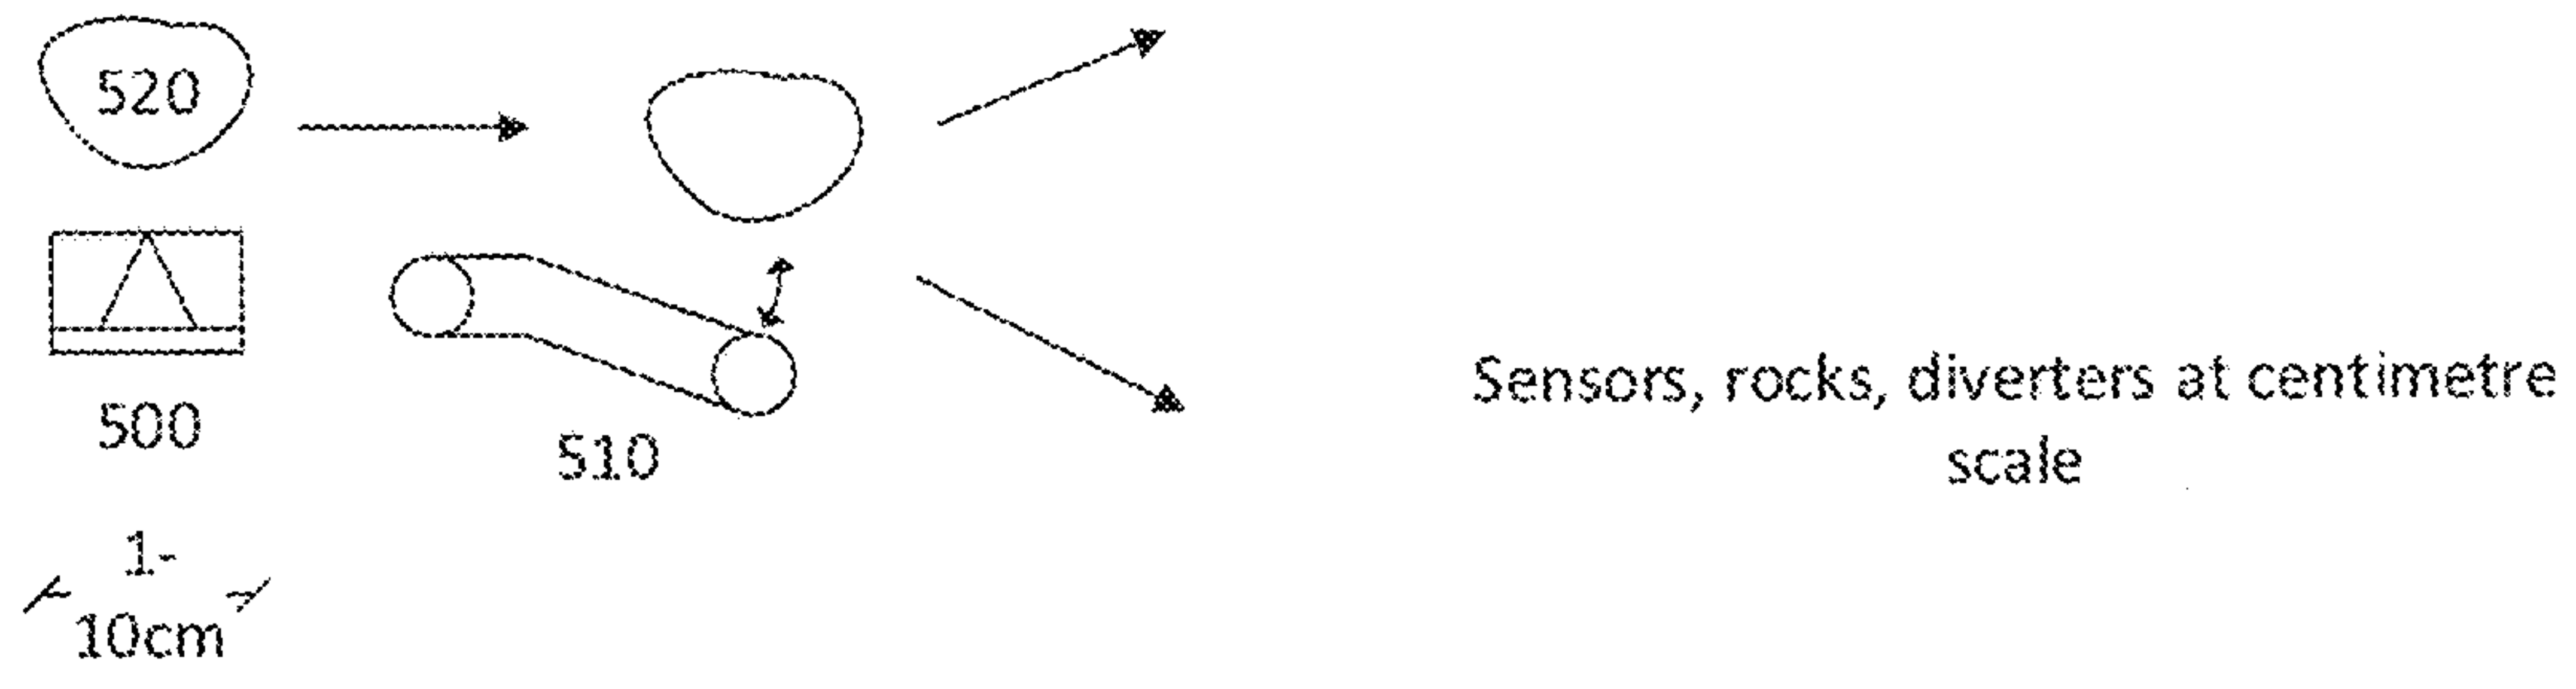 520
500
510
1-
10cm
Sensors, rocks, diverters at centimetre
scale